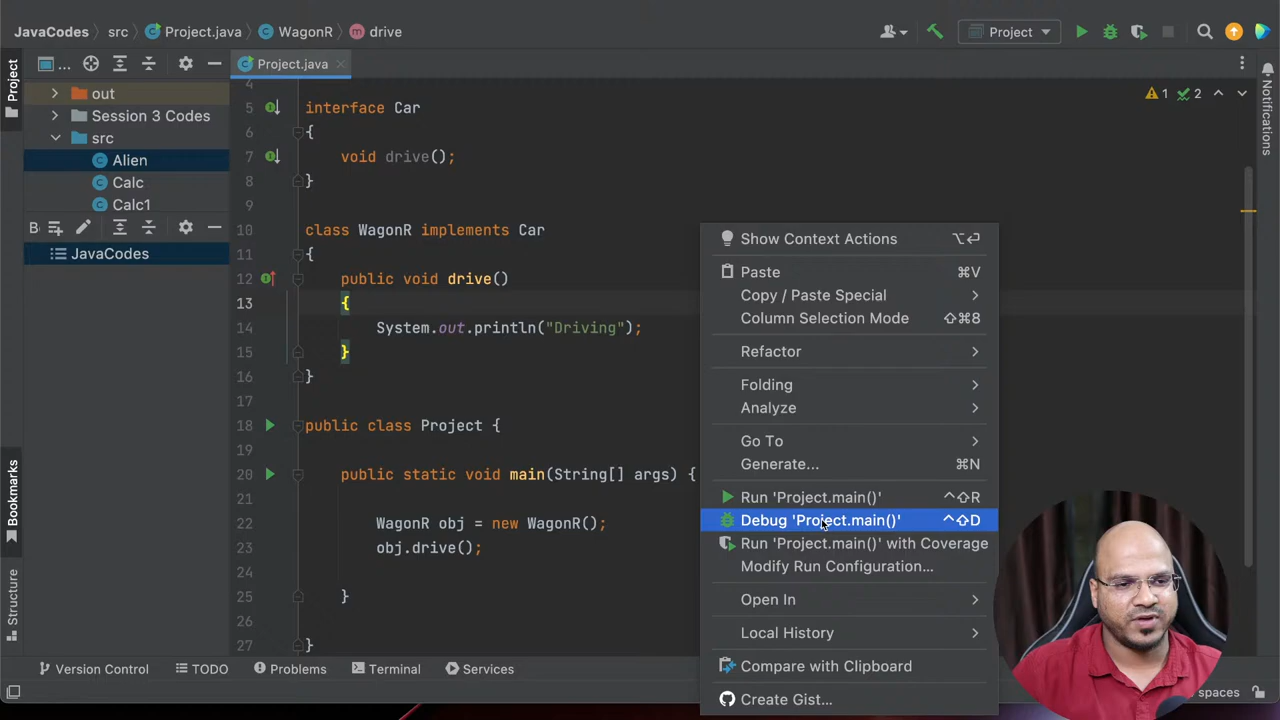 JavaCodes src Project.java WagonR drive
Project
Project
...
Project.java
out
Session 3 Codes
src
Alien
Calc
Calc1
JavaCodes
Bookmarks
Structure
Notifications
1 2
4
5 interface Car
6 {
7 void drive();
8 }
9
10 class WagonR implements Car
11 {
12 public void drive()
13 {
14 System.out.println("Driving");
15 }
16 }
17
18 public class Project {
19
20 public static void main(String[] args) {
21
22 WagonR obj = new WagonR();
23 obj.drive();
24
25 }
26
27 }
Show Context Actions ⌥⏎
Paste ⌘V
Copy / Paste Special
Column Selection Mode ⇧⌘8
Refactor
Folding
Analyze
Go To
Generate... ⌘N
Run 'Project.main()' ^⇧R
Debug 'Project.main()' ^⇧D
Run 'Project.main()' with Coverage
Modify Run Configuration...
Open In
Local History
Compare with Clipboard
Create Gist...
Version Control TODO Problems Terminal Services
spaces